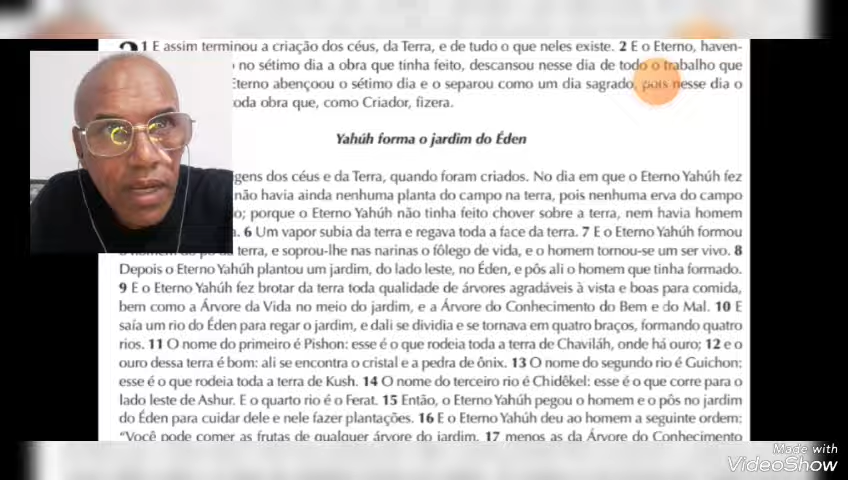 1 E assim terminou a criação dos céus, da Terra, e de tudo o que neles existe. 2 E o Eterno, haven-
no sétimo dia a obra que tinha feito, descansou nesse dia de todo o trabalho que
Eterno abençoou o sétimo dia e o separou como um dia sagrado, pois nesse dia o
toda obra que, como Criador, fizera.
Yahúh forma o jardim do Éden
gens dos céus e da Terra, quando foram criados. No dia em que o Eterno Yahúh fez
não havia ainda nenhuma planta do campo na terra, pois nenhuma erva do campo
o; porque o Eterno Yahúh não tinha feito chover sobre a terra, nem havia homem
a. 6 Um vapor subia da terra e regava toda a face da terra. 7 E o Eterno Yahúh formou
o homem do pó da terra, e soprou-lhe nas narinas o fôlego de vida, e o homem tornou-se um ser vivo. 8
Depois o Eterno Yahúh plantou um jardim, do lado leste, no Éden, e pôs ali o homem que tinha formado.
9 E o Eterno Yahúh fez brotar da terra toda qualidade de árvores agradáveis à vista e boas para comida,
bem como a Árvore da Vida no meio do jardim, e a Árvore do Conhecimento do Bem e do Mal. 10 E
saía um rio do Éden para regar o jardim, e dali se dividia e se tornava em quatro braços, formando quatro
rios. 11 O nome do primeiro é Pishon: esse é o que rodeia toda a terra de Chaviláh, onde há ouro; 12 e o
ouro dessa terra é bom: ali se encontra o cristal e a pedra de ônix. 13 O nome do segundo rio é Guichon:
esse é o que rodeia toda a terra de Kush. 14 O nome do terceiro rio é Chidêkel: esse é o que corre para o
lado leste de Ashur. E o quarto rio é o Ferat. 15 Então, o Eterno Yahúh pegou o homem e o pôs no jardim
do Éden para cuidar dele e nele fazer plantações. 16 E o Eterno Yahúh deu ao homem a seguinte ordem:
“Você pode comer as frutas de qualquer árvore do jardim, 17 menos as da Árvore do Conhecimento
Made with
VideoShow